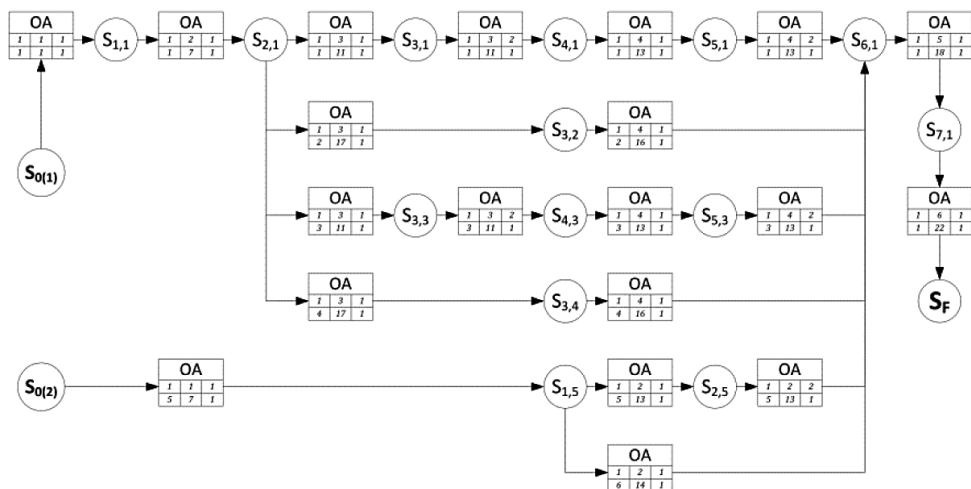 OA OA OA OA OA OA OA
1 1 1 S1,1 1 2 1 S2,1 1 3 1 S3,1 1 3 2 S4,1 1 4 1 S5,1 1 4 2 S6,1 1 5 1
1 1 1 1 7 1 1 11 1 1 11 1 1 13 1 1 13 1 1 18 1
OA OA
1 3 1 S3,2 1 4 1 S7,1
2 17 1 2 16 1
S0(1)
OA OA OA OA OA
1 3 1 S3,3 1 3 2 S4,3 1 4 1 S5,3 1 4 2 1 6 1
3 11 1 3 11 1 3 13 1 3 13 1 1 22 1
OA OA
1 3 1 S3,4 1 4 1 SF
4 17 1 4 16 1
OA OA OA
S0(2) 1 1 1 S1,5 1 2 1 S2,5 1 2 2
5 7 1 5 13 1 5 13 1
OA
1 2 1
6 14 1